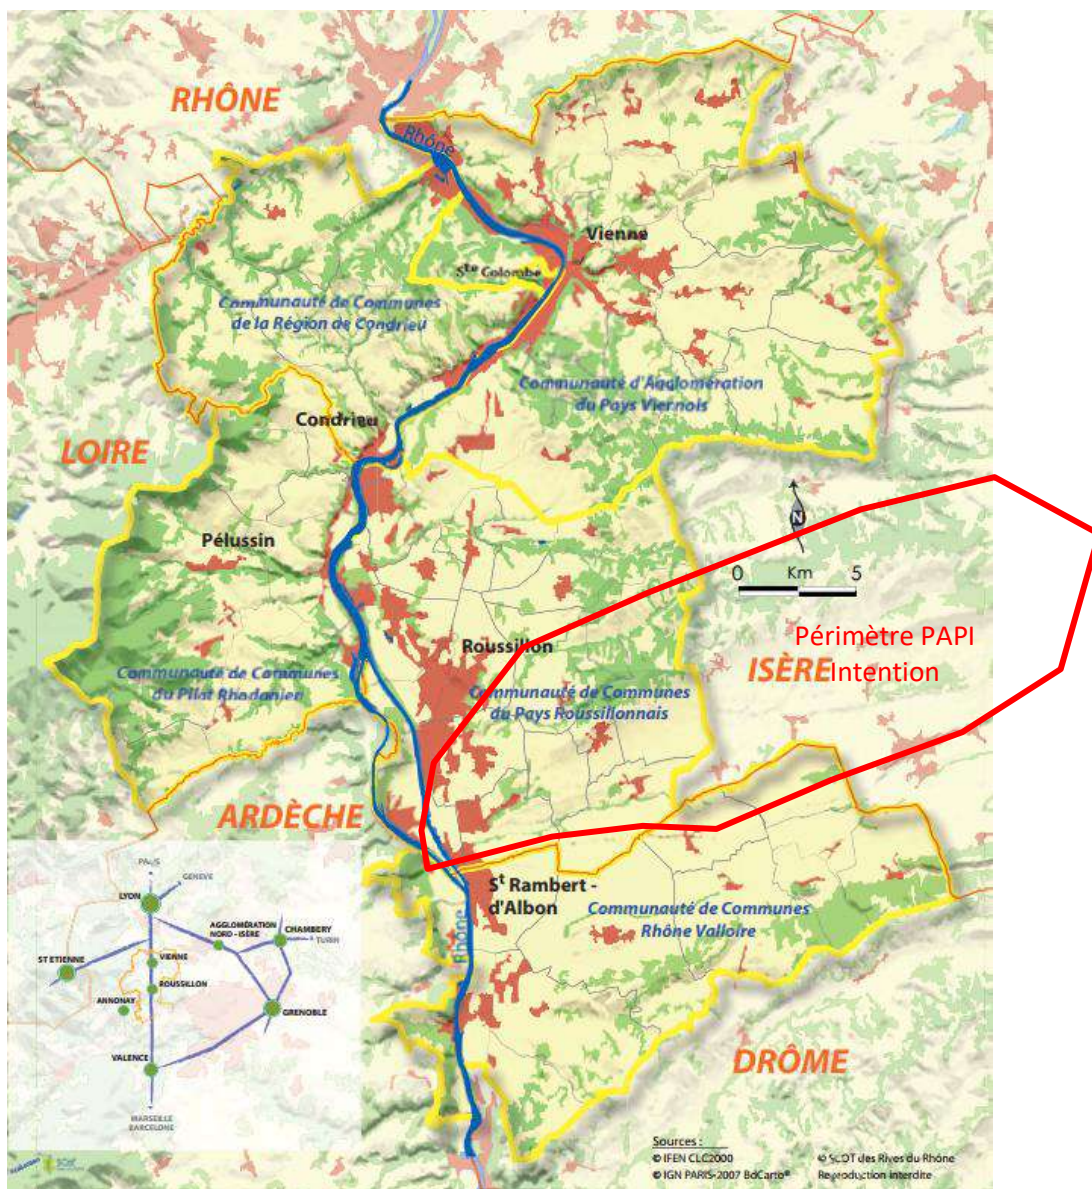 RHÔNE
Rhône
Vienne
Ste Colombe
Communauté de Communes
de la Région de Condrieu
Communauté d'Agglomération
du Pays Viennois
Condrieu
LOIRE
N
Pélussin
0 Km 5
Périmètre PAPI
Intention
Roussillon
ISÈRE
Communauté de Communes
du Pilat Rhodanien
Communauté de Communes
du Pays Roussillonnais
ARDÈCHE
St Rambert -
d'Albon
Communauté de Communes
Rhône Valloire
Rhône
PARIS
GENEVE
LYON
AGGLOMÉRATION
NORD - ISÈRE
CHAMBERY
TURIN
ST ETIENNE
VIENNE
ROUSSILLON
ANNONAY
GRENOBLE
VALENCE
MARSEILLE
BARCELONE
DRÔME
Sources :
© IFEN CLC2000
© SCOT des Rives du Rhône
© IGN PARIS-2007 BdCarto®
Reproduction interdite